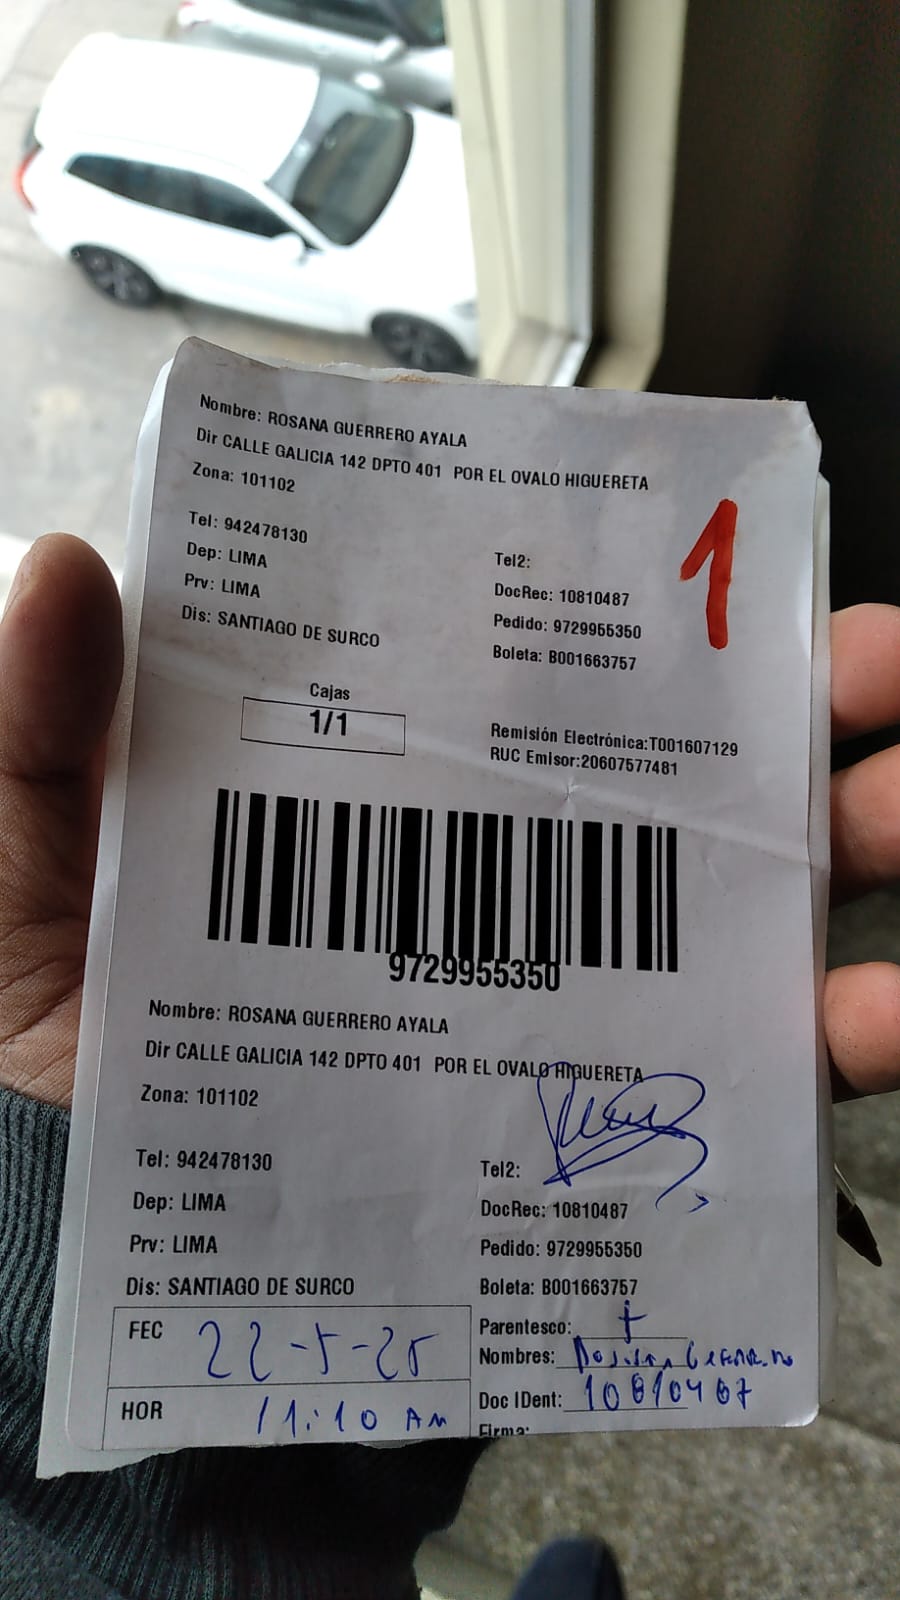 Nombre: ROSANA GUERRERO AYALA
Dir CALLE GALICIA 142 DPTO 401 POR EL OVALO HIGUERETA
Zona: 101102
1
Tel: 942478130
Tel2:
Dep: LIMA
DocRec: 10810487
Prv: LIMA
Pedido: 9729955350
Dis: SANTIAGO DE SURCO
Boleta: B001663757
Cajas
1/1
Remisión Electrónica:T001607129
RUC Emisor:20607577481
9729955350
Nombre: ROSANA GUERRERO AYALA
Dir CALLE GALICIA 142 DPTO 401 POR EL OVALO HIGUERETA
Zona: 101102
Tel: 942478130
Tel2:
Dep: LIMA
DocRec: 10810487
Prv: LIMA
Pedido: 9729955350
Dis: SANTIAGO DE SURCO
Boleta: B001663757
FEC 22-5-25
Parentesco:
Nombres:
HOR 11:10 AM
Doc IDent: 10810487
Firma: